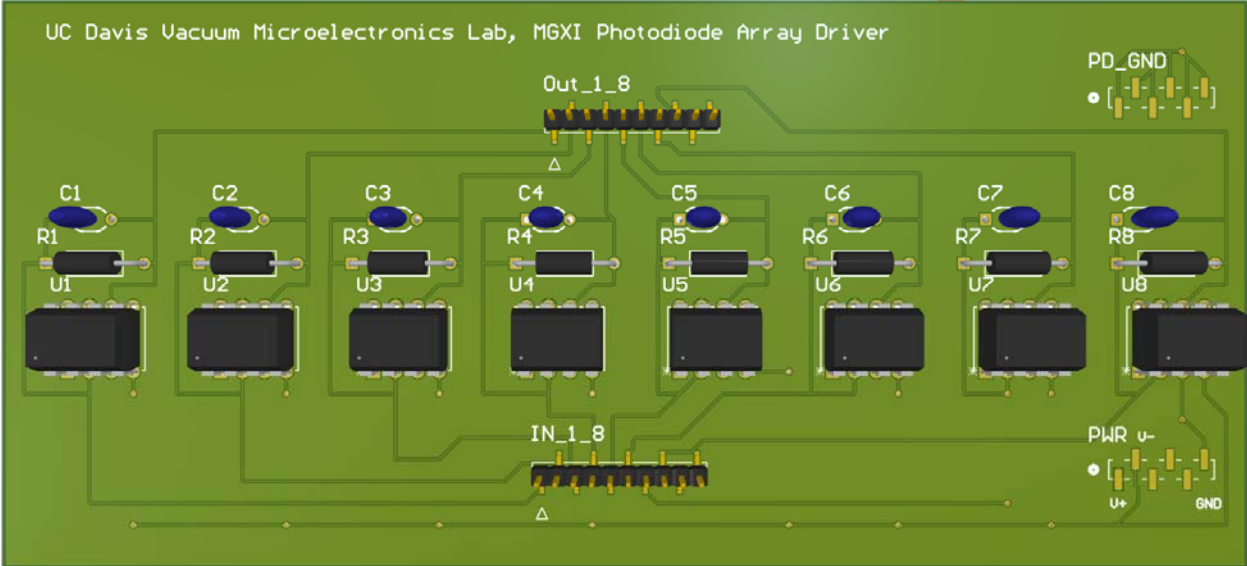 UC Davis Vacuum Microelectronics Lab, MGXI Photodiode Array Driver
PD_GND
Out_1_8
C1 C2 C3 C4 C5 C6 C7 C8
R1 R2 R3 R4 R5 R6 R7 R8
U1 U2 U3 U4 U5 U6 U7 U8
IN_1_8
PWR V-
V+ GND